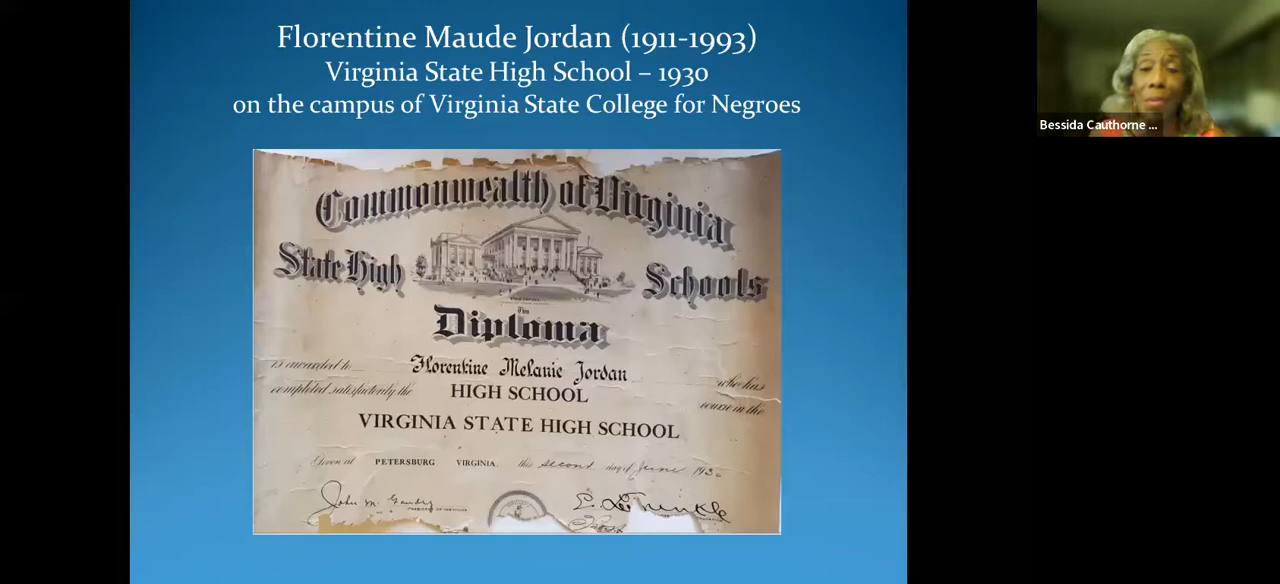 Florentine Maude Jordan (1911-1993)
Virginia State High School – 1930
on the campus of Virginia State College for Negroes
Bessida Cauthorne ...
Commonwealth of Virginia
State High Schools
The
Diploma
is awarded to Florentine Melanie Jordan who has
completed satisfactorily the HIGH SCHOOL course in the
VIRGINIA STATE HIGH SCHOOL
Given at PETERSBURG VIRGINIA. this second day of June 1930
John M. Gandy